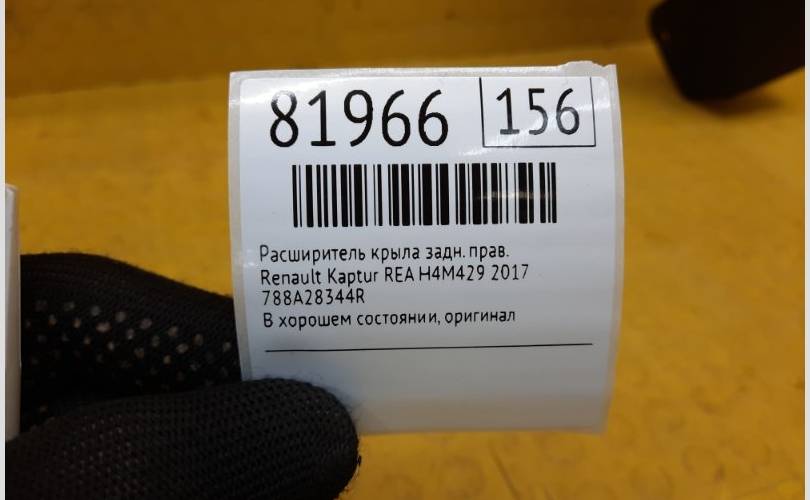 81966 156
Расширитель крыла задн. прав.
Renault Kaptur REA H4M429 2017
788A28344R
В хорошем состоянии, оригинал